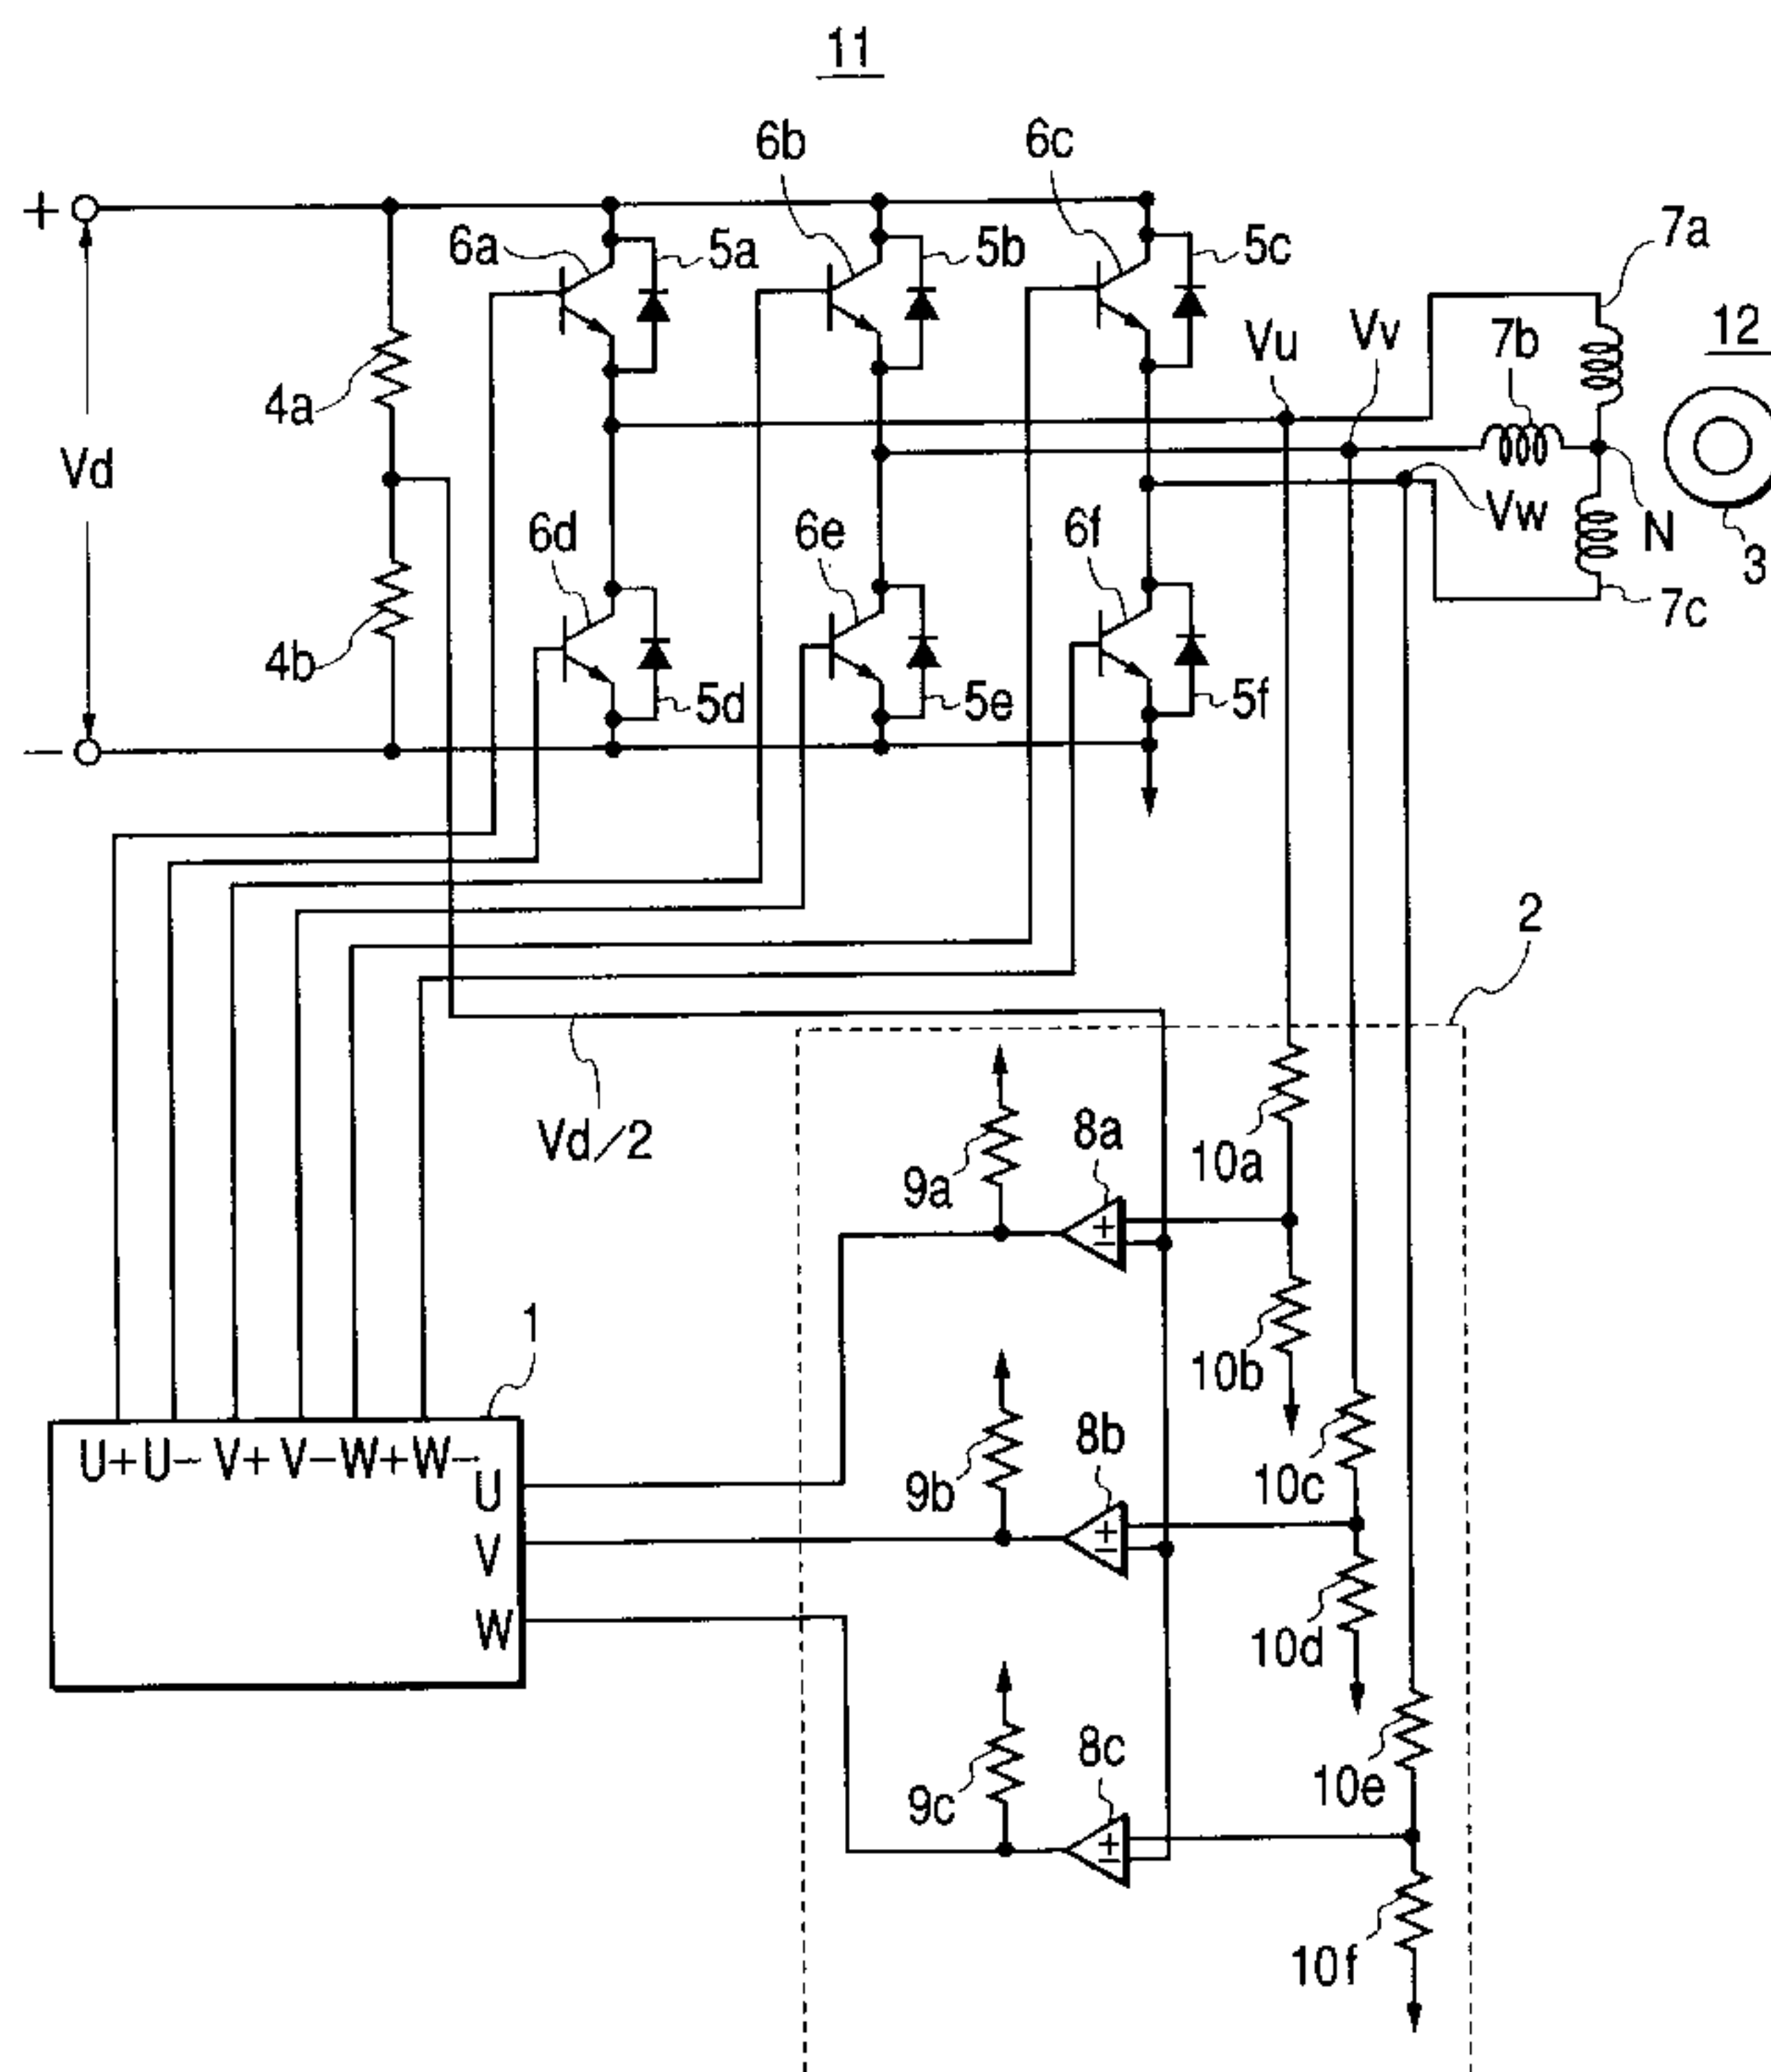 11
6b
6c
+
6a
5a
5b
5c
7a
12
Vu
Vv
7b
4a
Vd
Vw
N
3
6d
6e
6f
7c
4b
5d
5e
5f
−
2
Vd/2
8a
10a
9a
1
10b
U+ U− V+ V− W+ W−
U
8b
9b
10c
V
W
10d
8c
10e
9c
10f
+
−
+
−
+
−